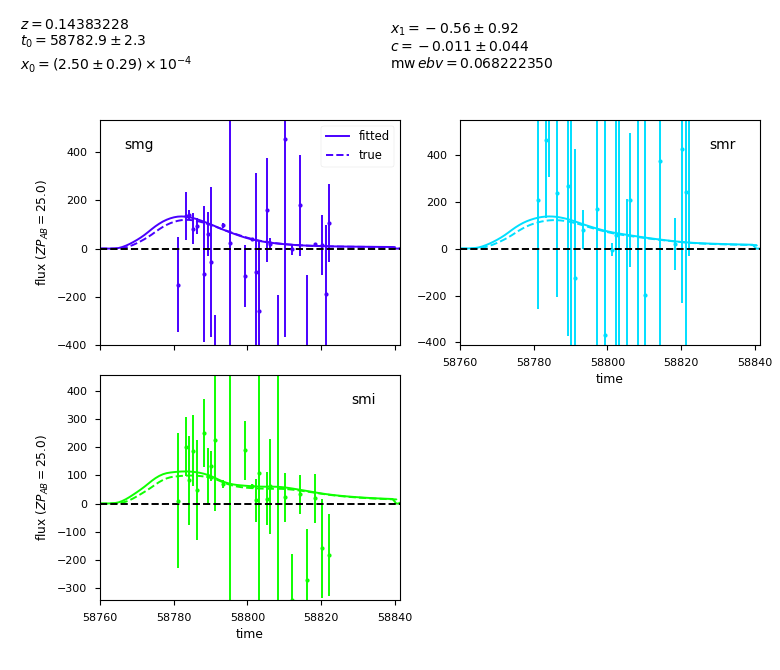 z = 0.14383228
t₀ = 58782.9 ± 2.3
x₀ = (2.50 ± 0.29) × 10⁻⁴
x₁ = −0.56 ± 0.92
c = −0.011 ± 0.044
mw ebv = 0.068222350
smg
fitted
true
flux (ZP_AB = 25.0)
400
200
0
−200
−400
smr
400
200
0
−200
−400
58760 58780 58800 58820 58840
time
smi
flux (ZP_AB = 25.0)
400
300
200
100
0
−100
−200
−300
58760 58780 58800 58820 58840
time